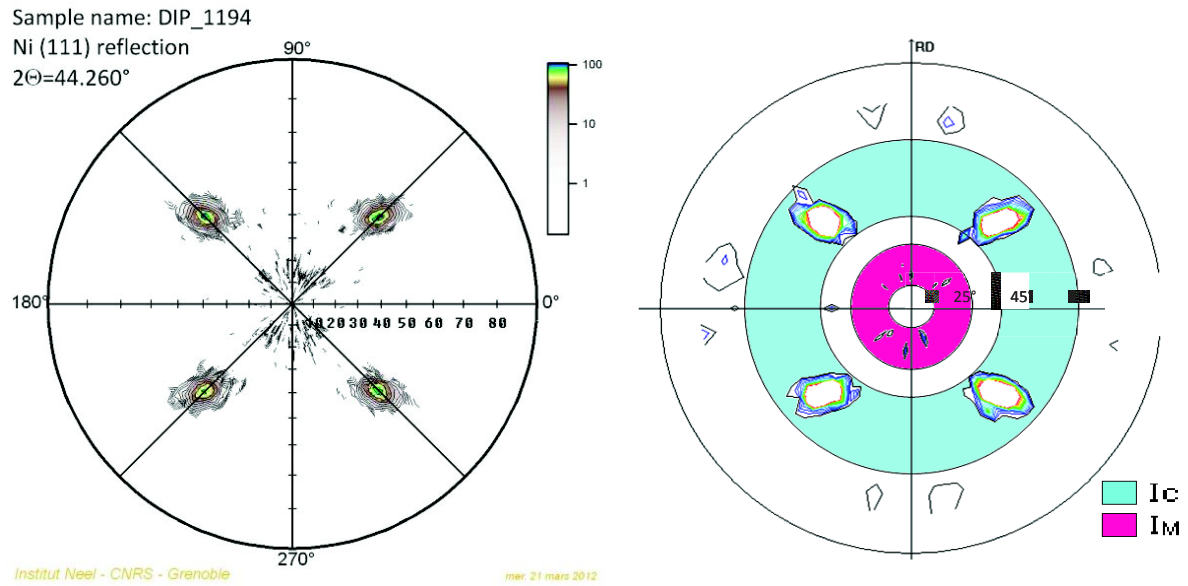 Sample name: DIP_1194
Ni (111) reflection
2Θ=44.260°
90°
180°
0°
270°
10 20 30 40 50 60 70 80
100
10
1
Institut Neel - CNRS - Grenoble
mer. 21 mars 2012
RD
25°
45
Ic
IM